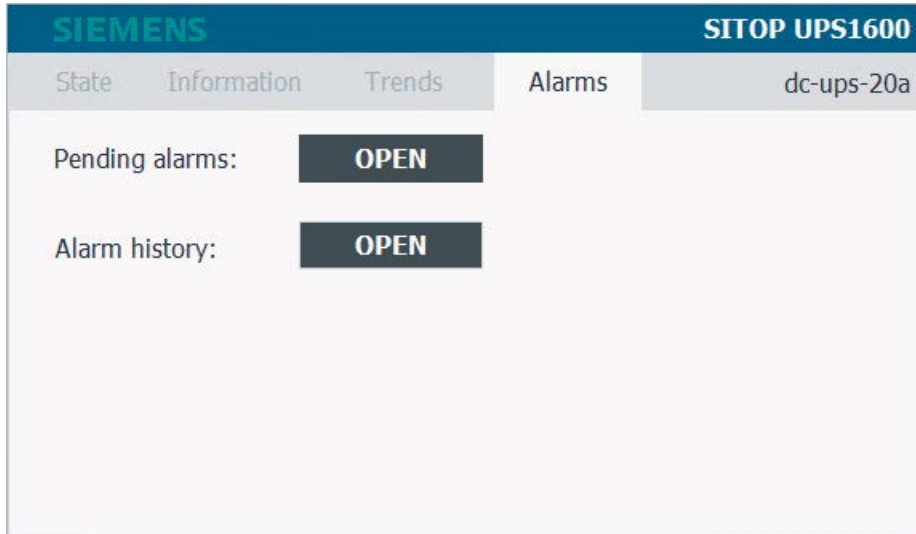 SIEMENS SITOP UPS1600
State Information Trends Alarms dc-ups-20a
Pending alarms: OPEN
Alarm history: OPEN